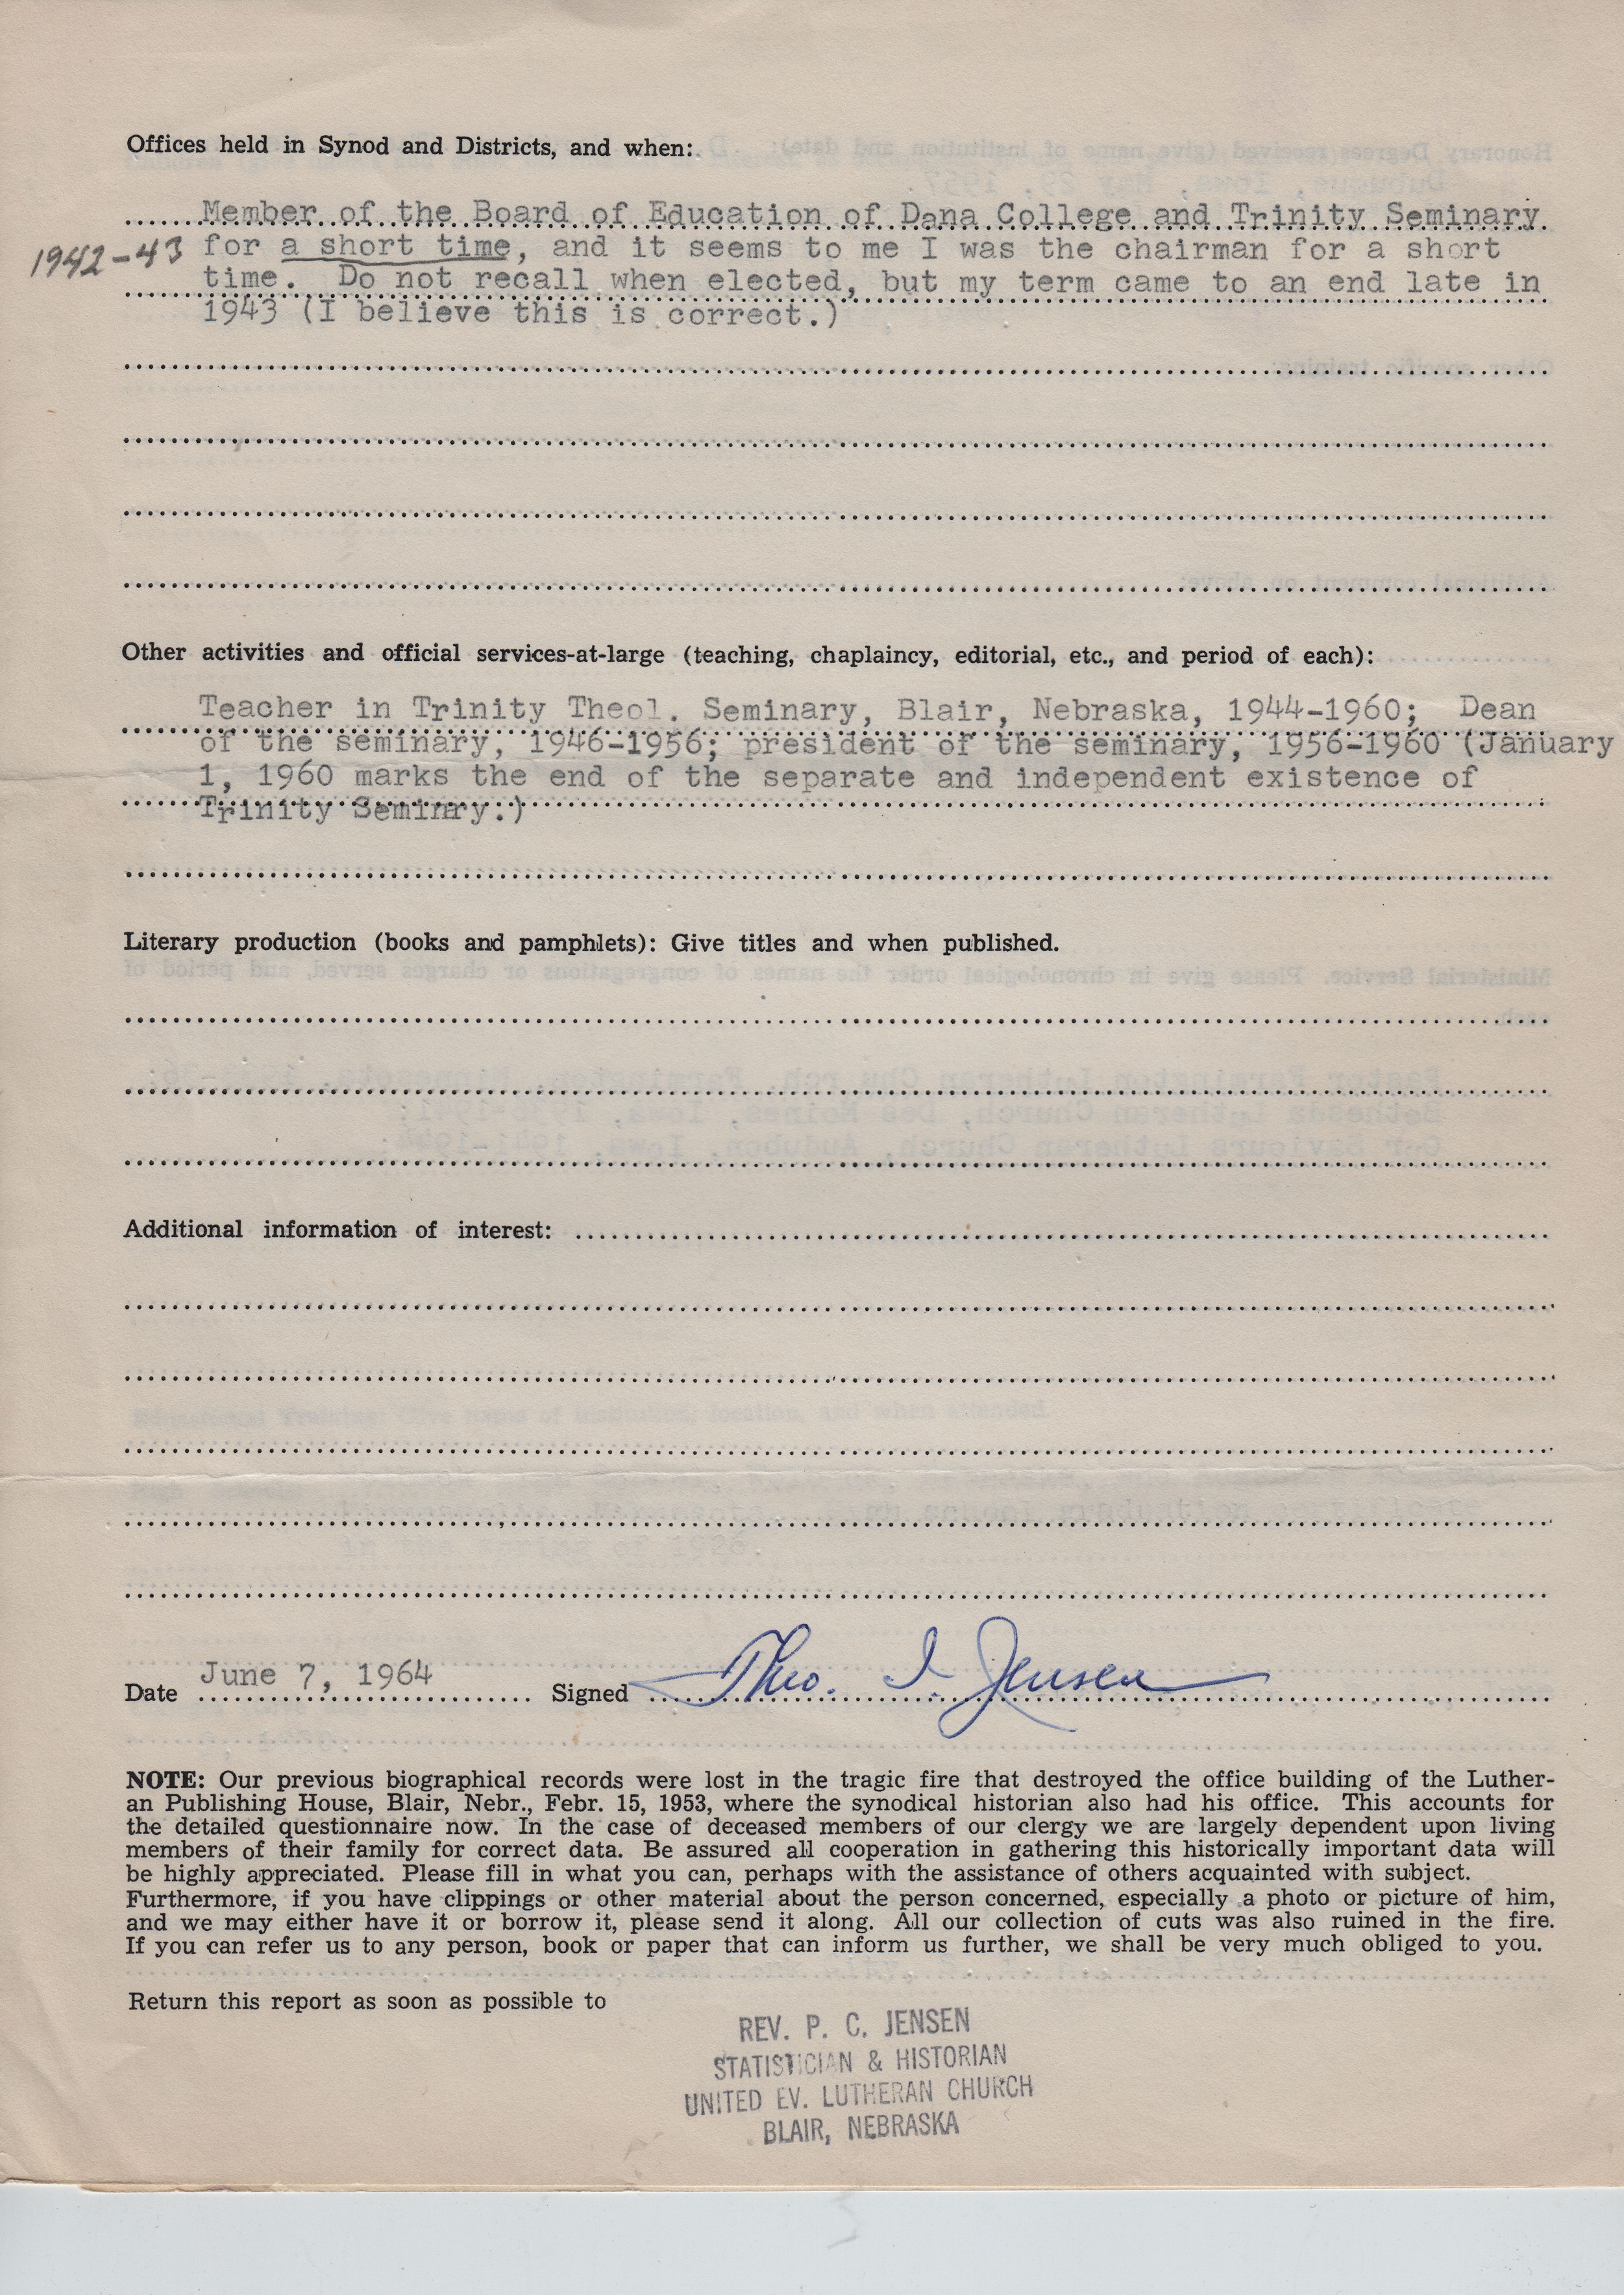 Offices held in Synod and Districts, and when:
Member of the Board of Education of Dana College and Trinity Seminary
1942-43 for a short time, and it seems to me I was the chairman for a short
time. Do not recall when elected, but my term came to an end late in
1943 (I believe this is correct.)
Other activities and official services-at-large (teaching, chaplaincy, editorial, etc., and period of each):
Teacher in Trinity Theol. Seminary, Blair, Nebraska, 1944-1960; Dean
of the seminary, 1946-1956; president of the seminary, 1956-1960 (January
1, 1960 marks the end of the separate and independent existence of
Trinity Seminry.)
Literary production (books and pamphlets): Give titles and when published.
Additional information of interest:
Date June 7, 1964 Signed Theo. I. Jensen
NOTE: Our previous biographical records were lost in the tragic fire that destroyed the office building of the Luther-
an Publishing House, Blair, Nebr., Febr. 15, 1953, where the synodical historian also had his office. This accounts for
the detailed questionnaire now. In the case of deceased members of our clergy we are largely dependent upon living
members of their family for correct data. Be assured all cooperation in gathering this historically important data will
be highly appreciated. Please fill in what you can, perhaps with the assistance of others acquainted with subject.
Furthermore, if you have clippings or other material about the person concerned, especially a photo or picture of him,
and we may either have it or borrow it, please send it along. All our collection of cuts was also ruined in the fire.
If you can refer us to any person, book or paper that can inform us further, we shall be very much obliged to you.
Return this report as soon as possible to
REV. P. C. JENSEN
STATISTICIAN & HISTORIAN
UNITED EV. LUTHERAN CHURCH
BLAIR, NEBRASKA